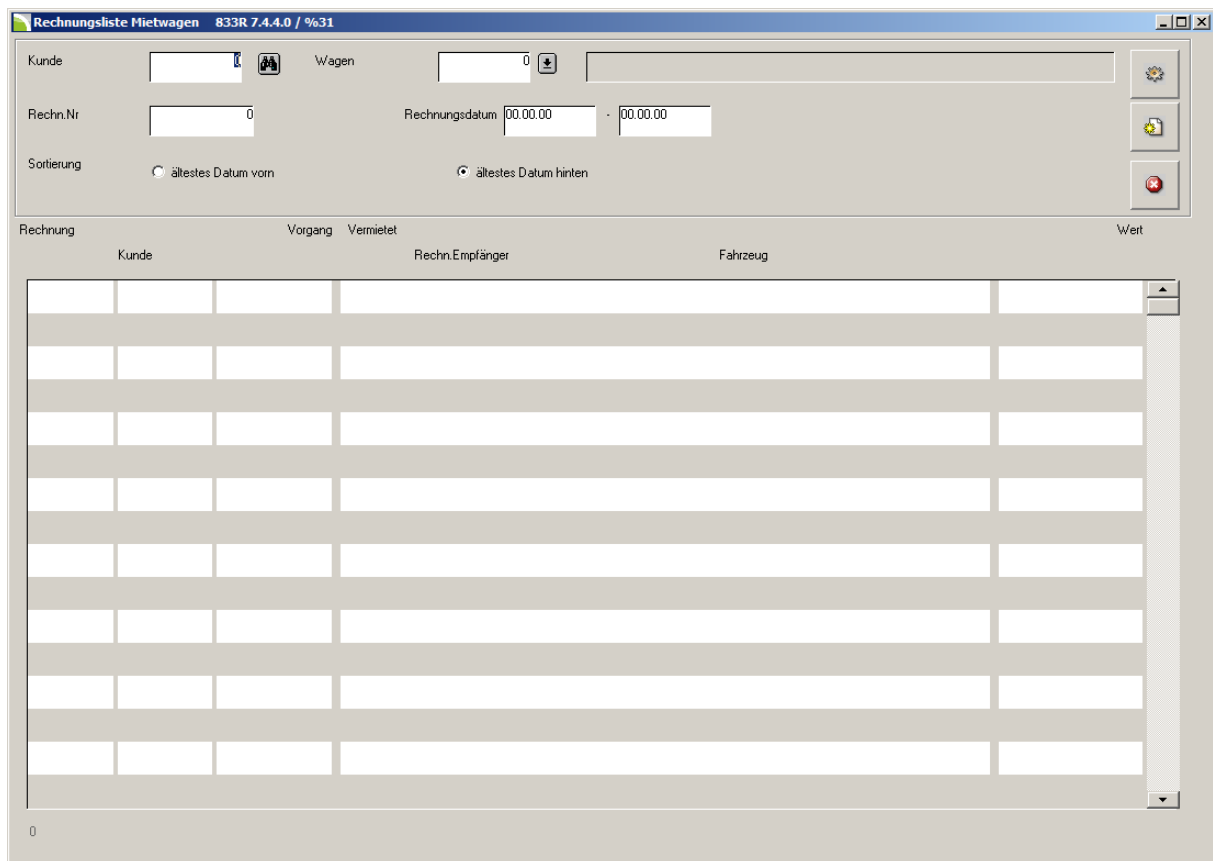 Rechnungsliste Mietwagen 833R 7.4.4.0 / %31
Kunde 0 Wagen 0
Rechn.Nr 0 Rechnungsdatum 00.00.00 - 00.00.00
Sortierung ältestes Datum vorn ältestes Datum hinten
Rechnung Vorgang Vermietet Wert
Kunde Rechn.Empfänger Fahrzeug
0